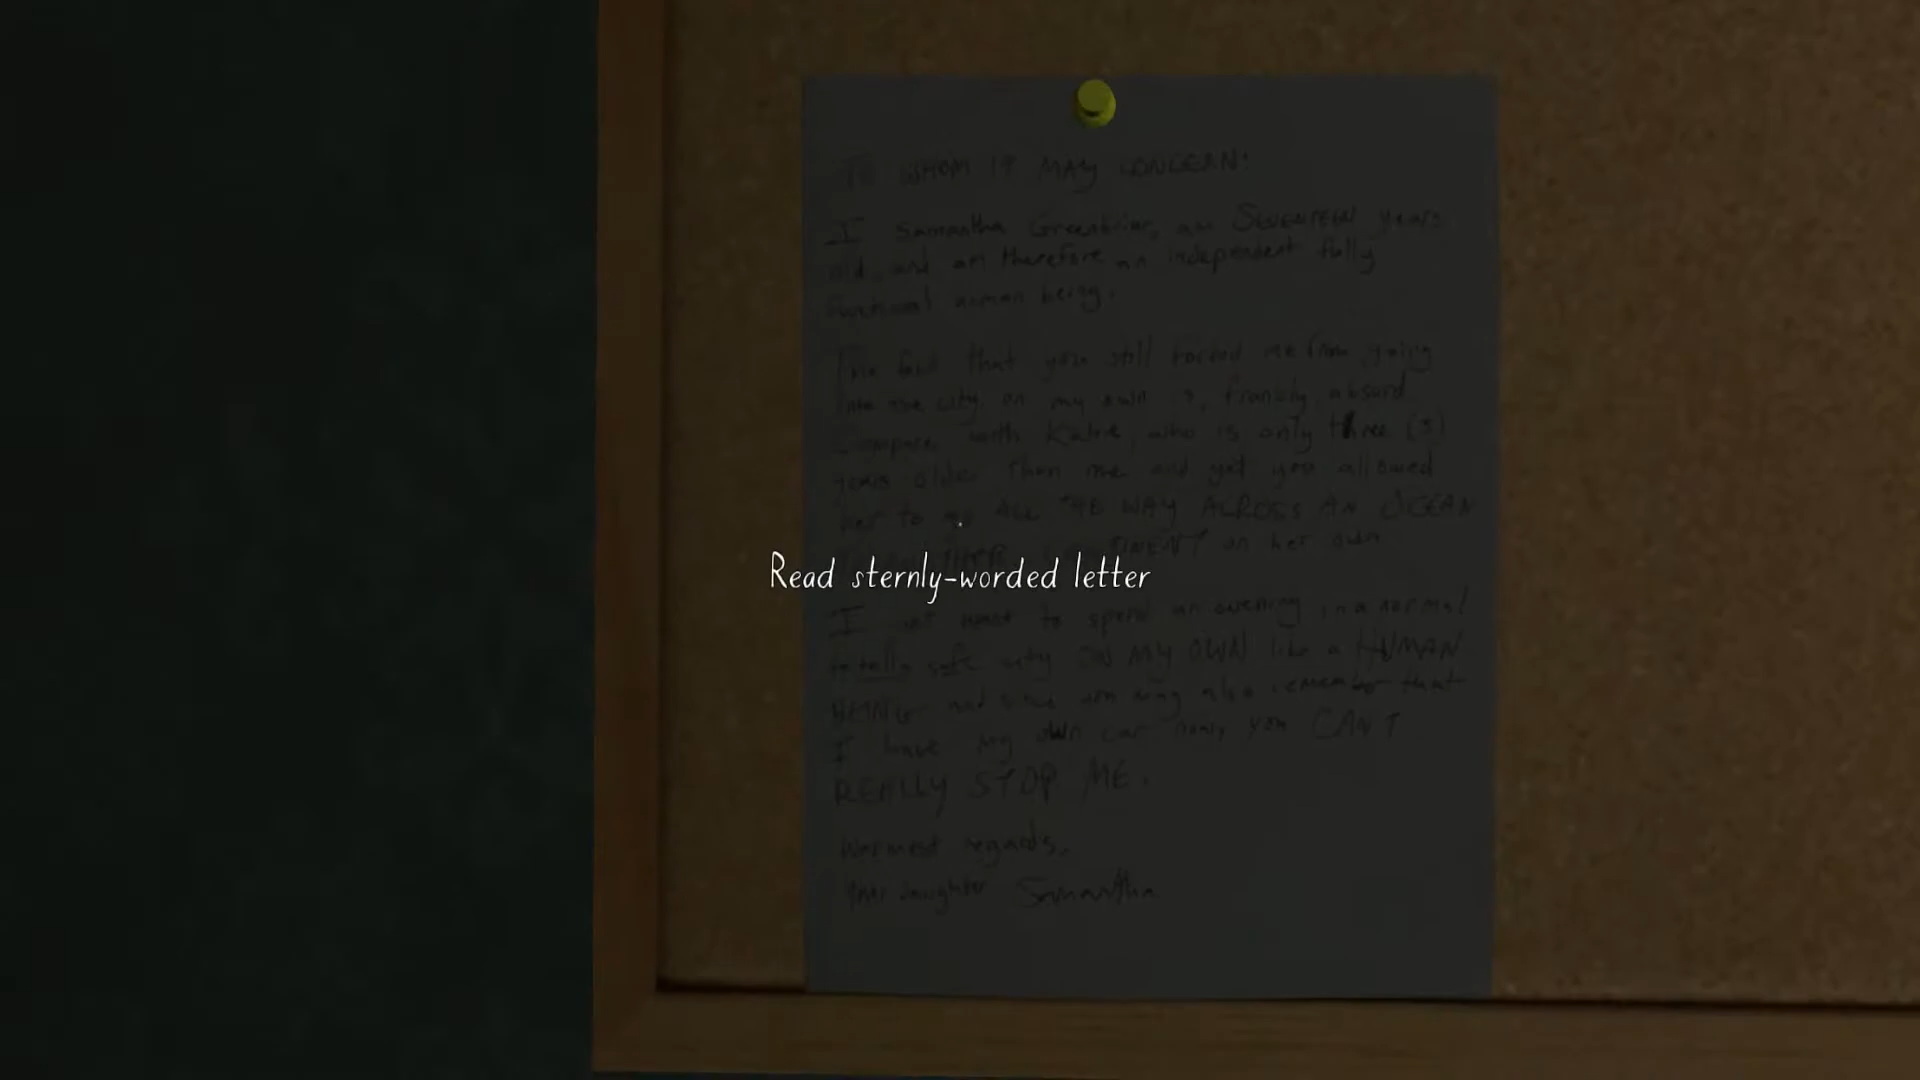 TO WHOM IT MAY CONCERN:
I Samantha Greenbriar, am SEVENTEEN years
old, and am therefore an independent fully
functional human being.
The fact that you still forbid me from going
into the city on my own is, frankly, absurd
Compare with Katie, who is only three (3)
years older than me and yet you allowed
her to go ALL THE WAY ACROSS AN OCEAN
on her own
Read sternly-worded letter
I want to spend an evening in a normal
totally safe city ON MY OWN like a HUMAN
BEING and you may also remember that
I have my own car now, you CAN'T
REALLY STOP ME.
Warmest regards,
Your daughter Samantha